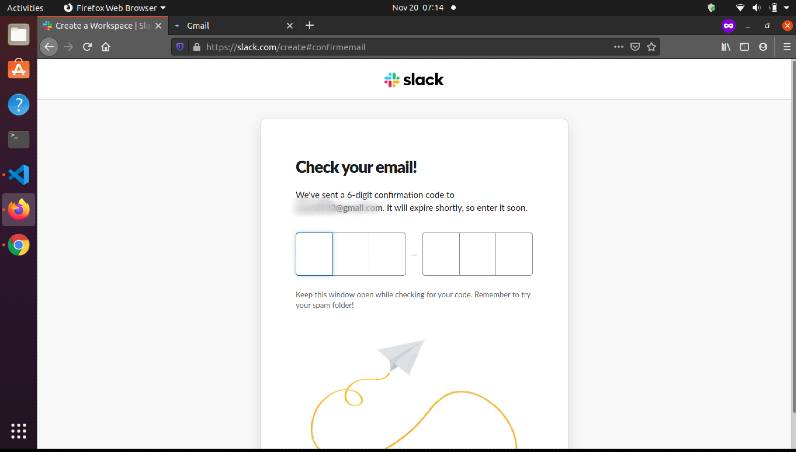 Activities
Firefox Web Browser
Nov 20 07:14
Create a Workspace | Sla
Gmail
https://slack.com/create#confirmemail
slack
Check your email!
We've sent a 6-digit confirmation code to
@gmail.com. It will expire shortly, so enter it soon.
–
Keep this window open while checking for your code. Remember to try
your spam folder!